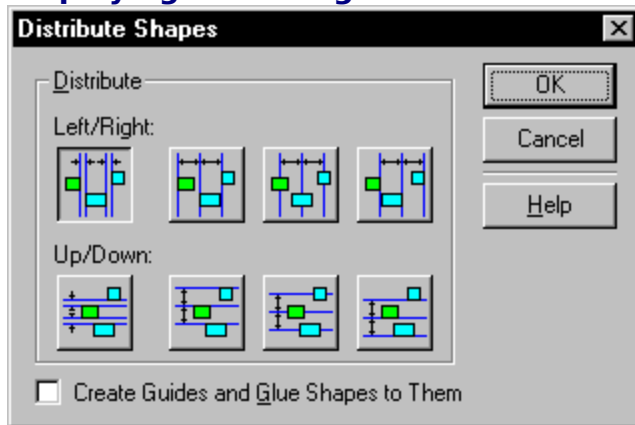 Distribute Shapes
Distribute
OK
Left/Right:
Cancel
Help
Up/Down:
Create Guides and Glue Shapes to Them